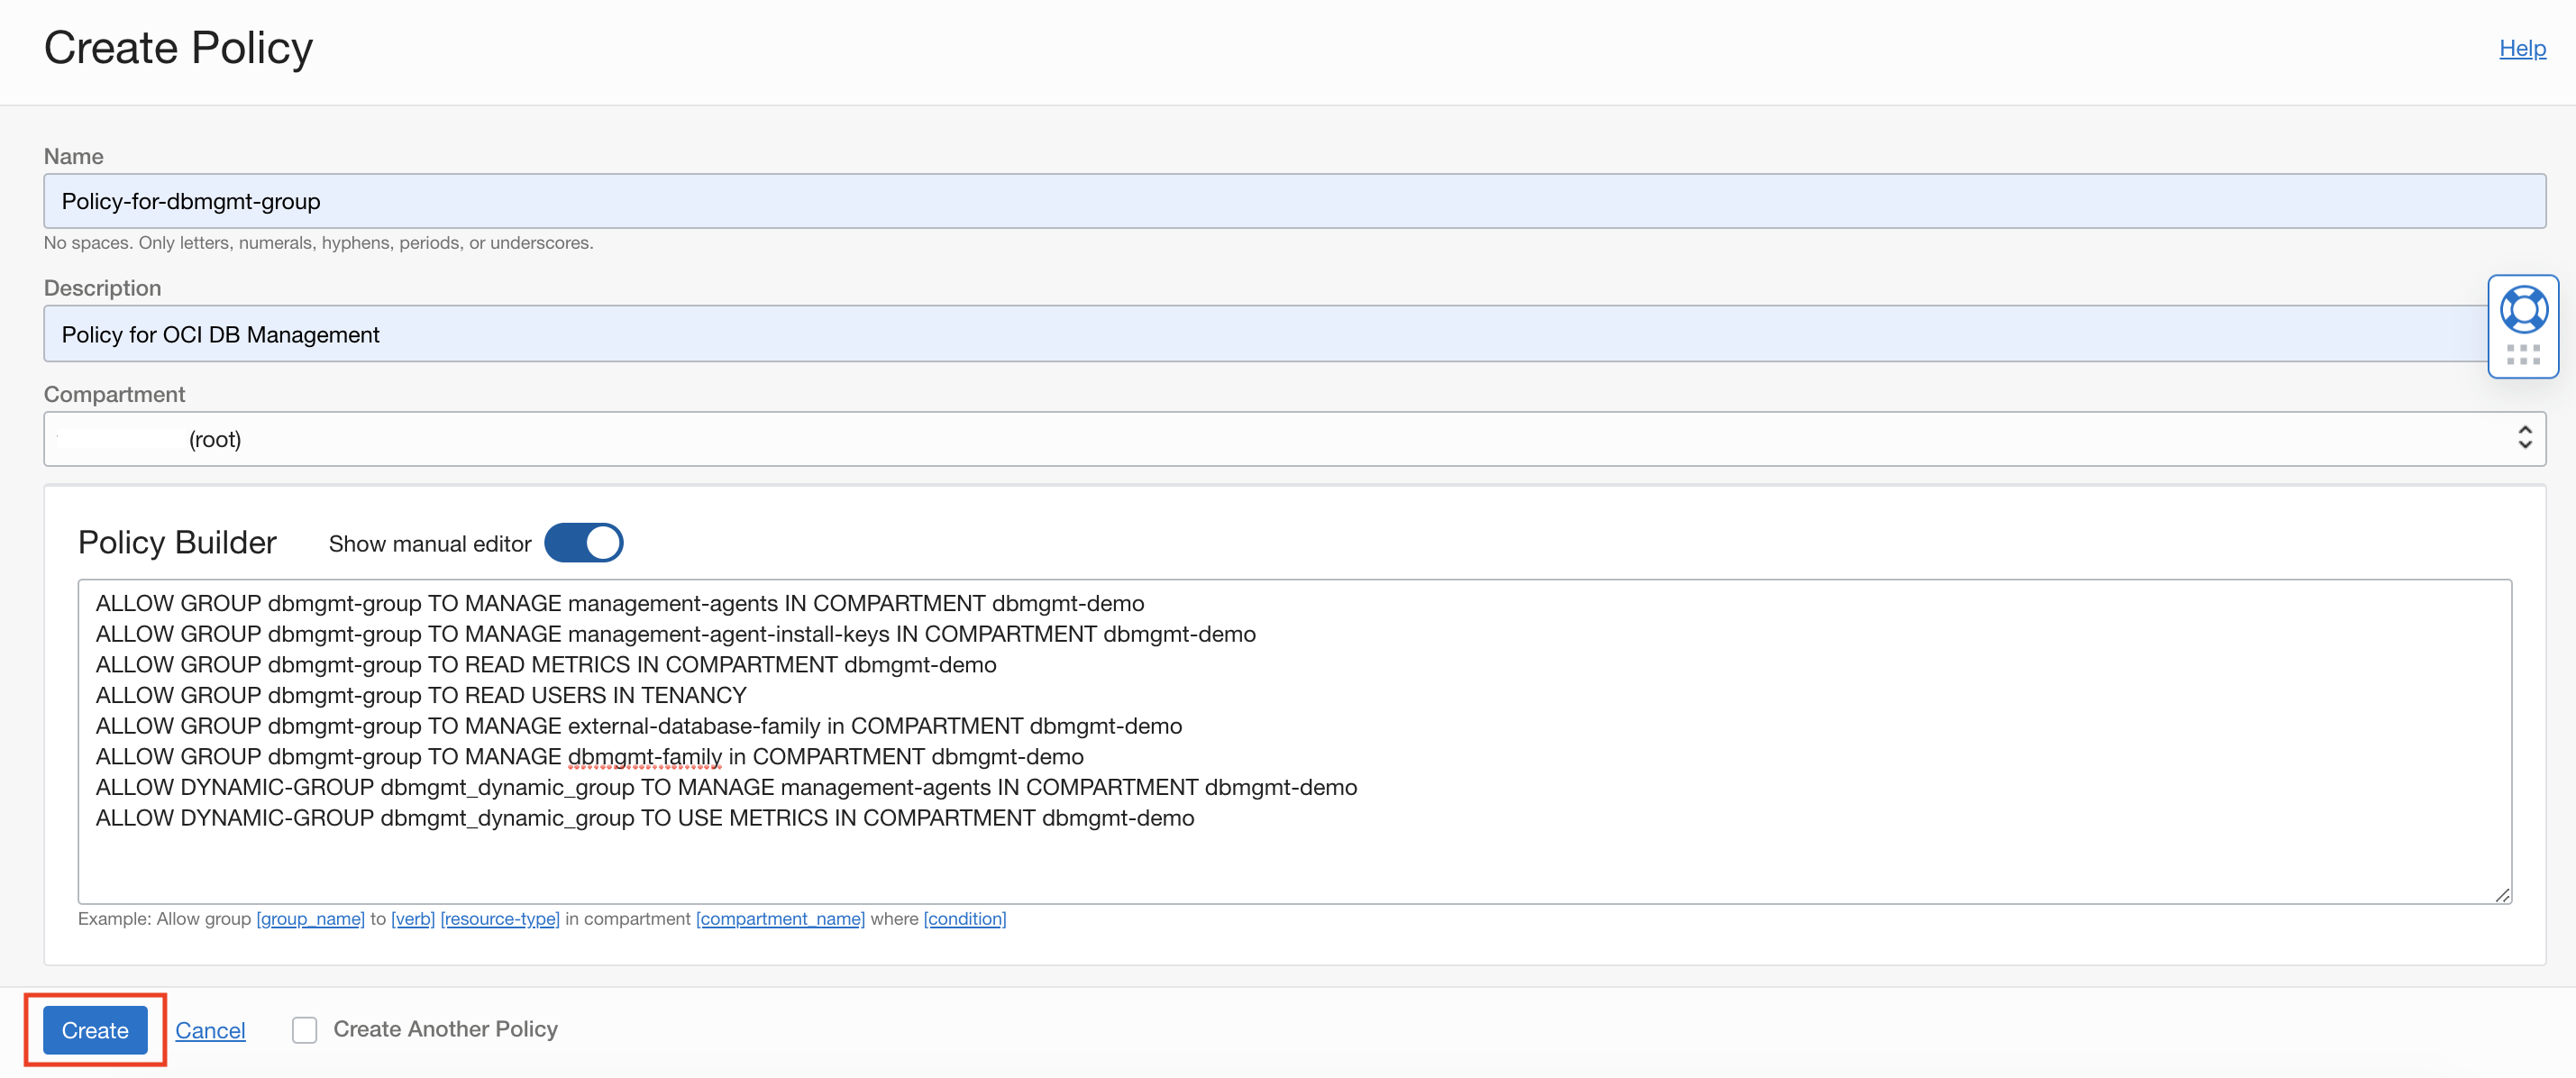 Create Policy
Help
Name
Policy-for-dbmgmt-group
No spaces. Only letters, numerals, hyphens, periods, or underscores.
Description
Policy for OCI DB Management
Compartment
(root)
Policy Builder
Show manual editor
ALLOW GROUP dbmgmt-group TO MANAGE management-agents IN COMPARTMENT dbmgmt-demo
ALLOW GROUP dbmgmt-group TO MANAGE management-agent-install-keys IN COMPARTMENT dbmgmt-demo
ALLOW GROUP dbmgmt-group TO READ METRICS IN COMPARTMENT dbmgmt-demo
ALLOW GROUP dbmgmt-group TO READ USERS IN TENANCY
ALLOW GROUP dbmgmt-group TO MANAGE external-database-family in COMPARTMENT dbmgmt-demo
ALLOW GROUP dbmgmt-group TO MANAGE dbmgmt-family in COMPARTMENT dbmgmt-demo
ALLOW DYNAMIC-GROUP dbmgmt_dynamic_group TO MANAGE management-agents IN COMPARTMENT dbmgmt-demo
ALLOW DYNAMIC-GROUP dbmgmt_dynamic_group TO USE METRICS IN COMPARTMENT dbmgmt-demo
Example: Allow group [group_name] to [verb] [resource-type] in compartment [compartment_name] where [condition]
Create
Cancel
Create Another Policy